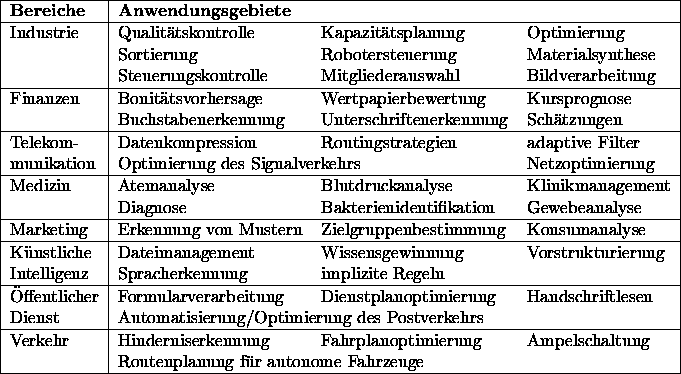 Bereiche Anwendungsgebiete
Industrie Qualitätskontrolle Kapazitätsplanung Optimierung
Sortierung Robotersteuerung Materialsynthese
Steuerungskontrolle Mitgliederauswahl Bildverarbeitung
Finanzen Bonitätsvorhersage Wertpapierbewertung Kursprognose
Buchstabenerkennung Unterschriftenerkennung Schätzungen
Telekom- Datenkompression Routingstrategien adaptive Filter
munikation Optimierung des Signalverkehrs Netzoptimierung
Medizin Atemanalyse Blutdruckanalyse Klinikmanagement
Diagnose Bakterienidentifikation Gewebeanalyse
Marketing Erkennung von Mustern Zielgruppenbestimmung Konsumanalyse
Künstliche Dateimanagement Wissensgewinnung Vorstrukturierung
Intelligenz Spracherkennung implizite Regeln
Öffentlicher Formularverarbeitung Dienstplanoptimierung Handschriftlesen
Dienst Automatisierung/Optimierung des Postverkehrs
Verkehr Hinderniserkennung Fahrplanoptimierung Ampelschaltung
Routenplanung für autonome Fahrzeuge